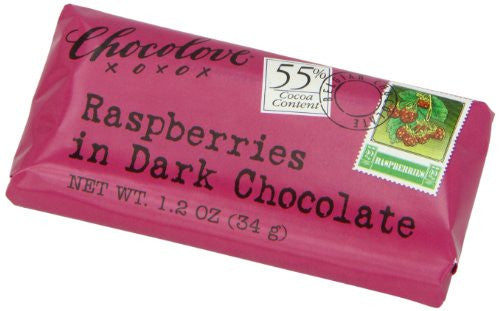 Chocolove
XOXOX
55%
Cocoa
Content
RASPBERRIES
Raspberries
in Dark Chocolate
NET WT. 1.2 OZ (34 g)